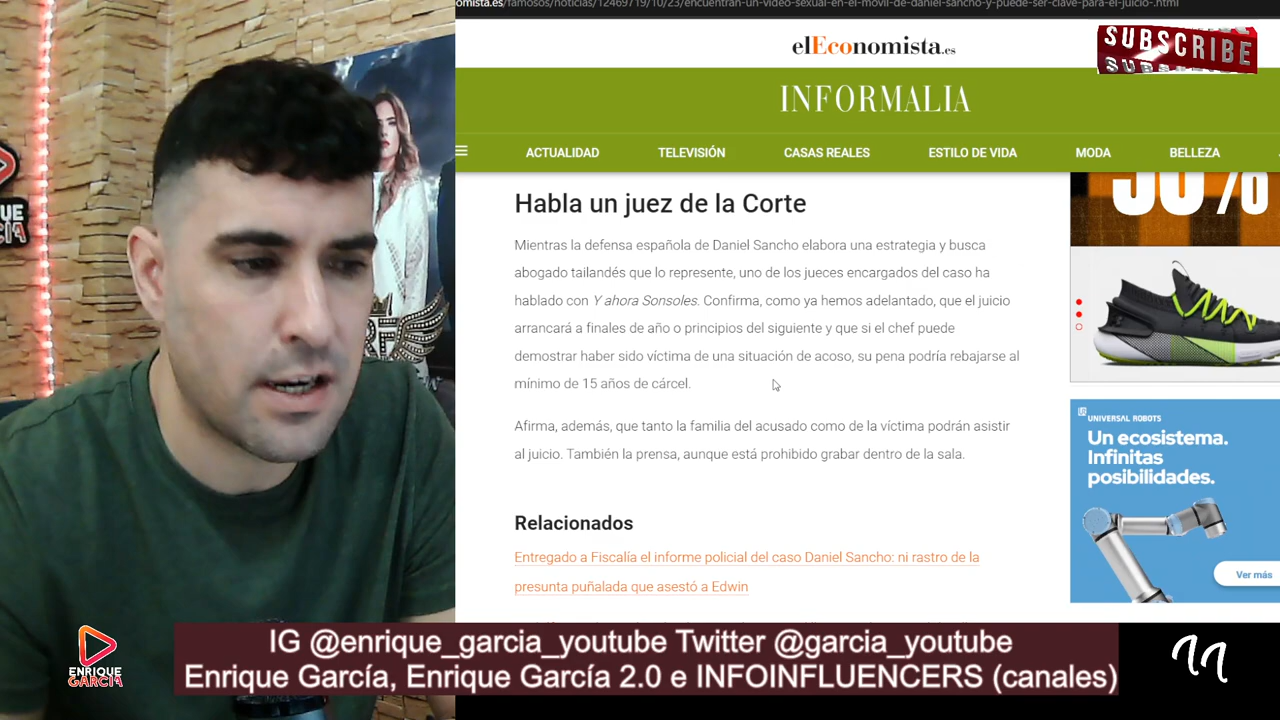 omista.es/famosos/noticias/12469719/10/23/encuentran-un-video-sexual-en-el-movil-de-daniel-sancho-y-puede-ser-clave-para-el-juicio-.html
elEconomista.es
SUBSCRIBE
INFORMALIA
ACTUALIDAD TELEVISIÓN CASAS REALES ESTILO DE VIDA MODA BELLEZA
Habla un juez de la Corte
Mientras la defensa española de Daniel Sancho elabora una estrategia y busca
abogado tailandés que lo represente, uno de los jueces encargados del caso ha
hablado con Y ahora Sonsoles. Confirma, como ya hemos adelantado, que el juicio
arrancará a finales de año o principios del siguiente y que si el chef puede
demostrar haber sido víctima de una situación de acoso, su pena podría rebajarse al
mínimo de 15 años de cárcel.
Afirma, además, que tanto la familia del acusado como de la víctima podrán asistir
al juicio. También la prensa, aunque está prohibido grabar dentro de la sala.
Relacionados
Entregado a Fiscalía el informe policial del caso Daniel Sancho: ni rastro de la
presunta puñalada que asestó a Edwin
UNIVERSAL ROBOTS
Un ecosistema.
Infinitas
posibilidades.
Ver más
IG @enrique_garcia_youtube Twitter @garcia_youtube
Enrique García, Enrique García 2.0 e INFOINFLUENCERS (canales)
ENRIQUE
GARCÍA